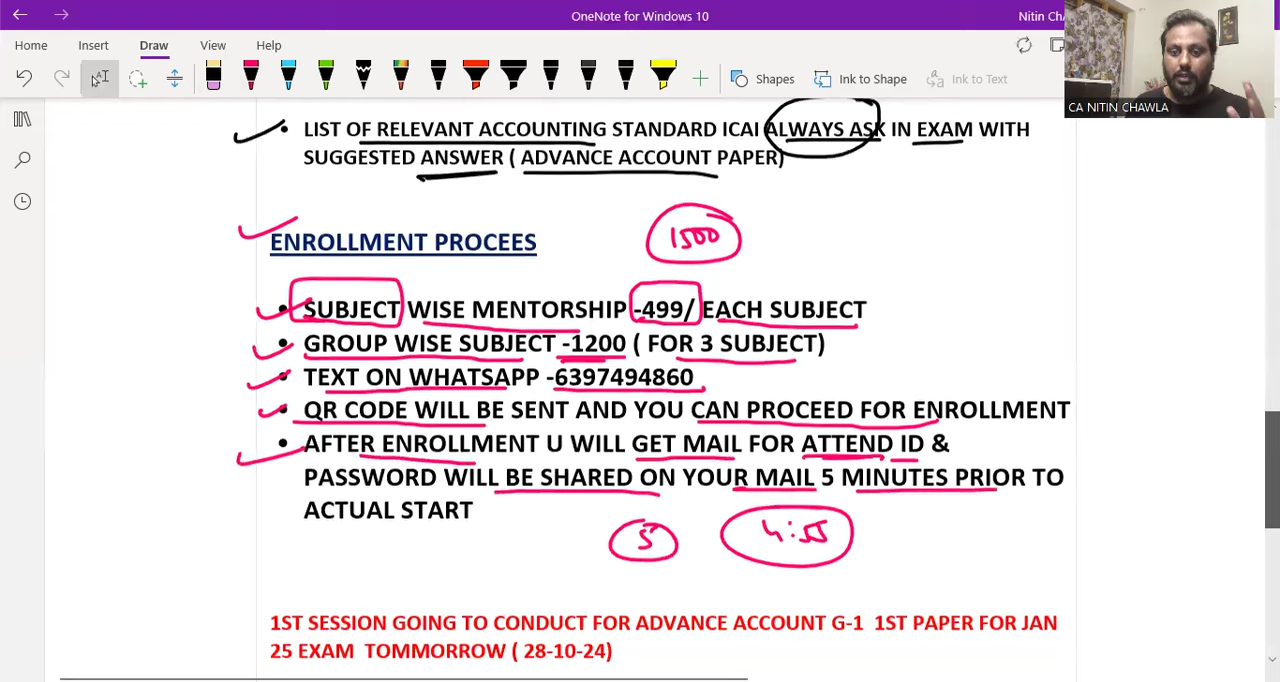 OneNote for Windows 10
Nitin Ch
Home Insert Draw View Help
Shapes Ink to Shape Ink to Text
CA NITIN CHAWLA
• LIST OF RELEVANT ACCOUNTING STANDARD ICAI ALWAYS ASK IN EXAM WITH
SUGGESTED ANSWER ( ADVANCE ACCOUNT PAPER)
1500
ENROLLMENT PROCEES
• SUBJECT WISE MENTORSHIP -499/ EACH SUBJECT
• GROUP WISE SUBJECT -1200 ( FOR 3 SUBJECT)
• TEXT ON WHATSAPP -6397494860
• QR CODE WILL BE SENT AND YOU CAN PROCEED FOR ENROLLMENT
• AFTER ENROLLMENT U WILL GET MAIL FOR ATTEND ID &
PASSWORD WILL BE SHARED ON YOUR MAIL 5 MINUTES PRIOR TO
ACTUAL START
5 4:55
1ST SESSION GOING TO CONDUCT FOR ADVANCE ACCOUNT G-1 1ST PAPER FOR JAN
25 EXAM TOMMORROW ( 28-10-24)